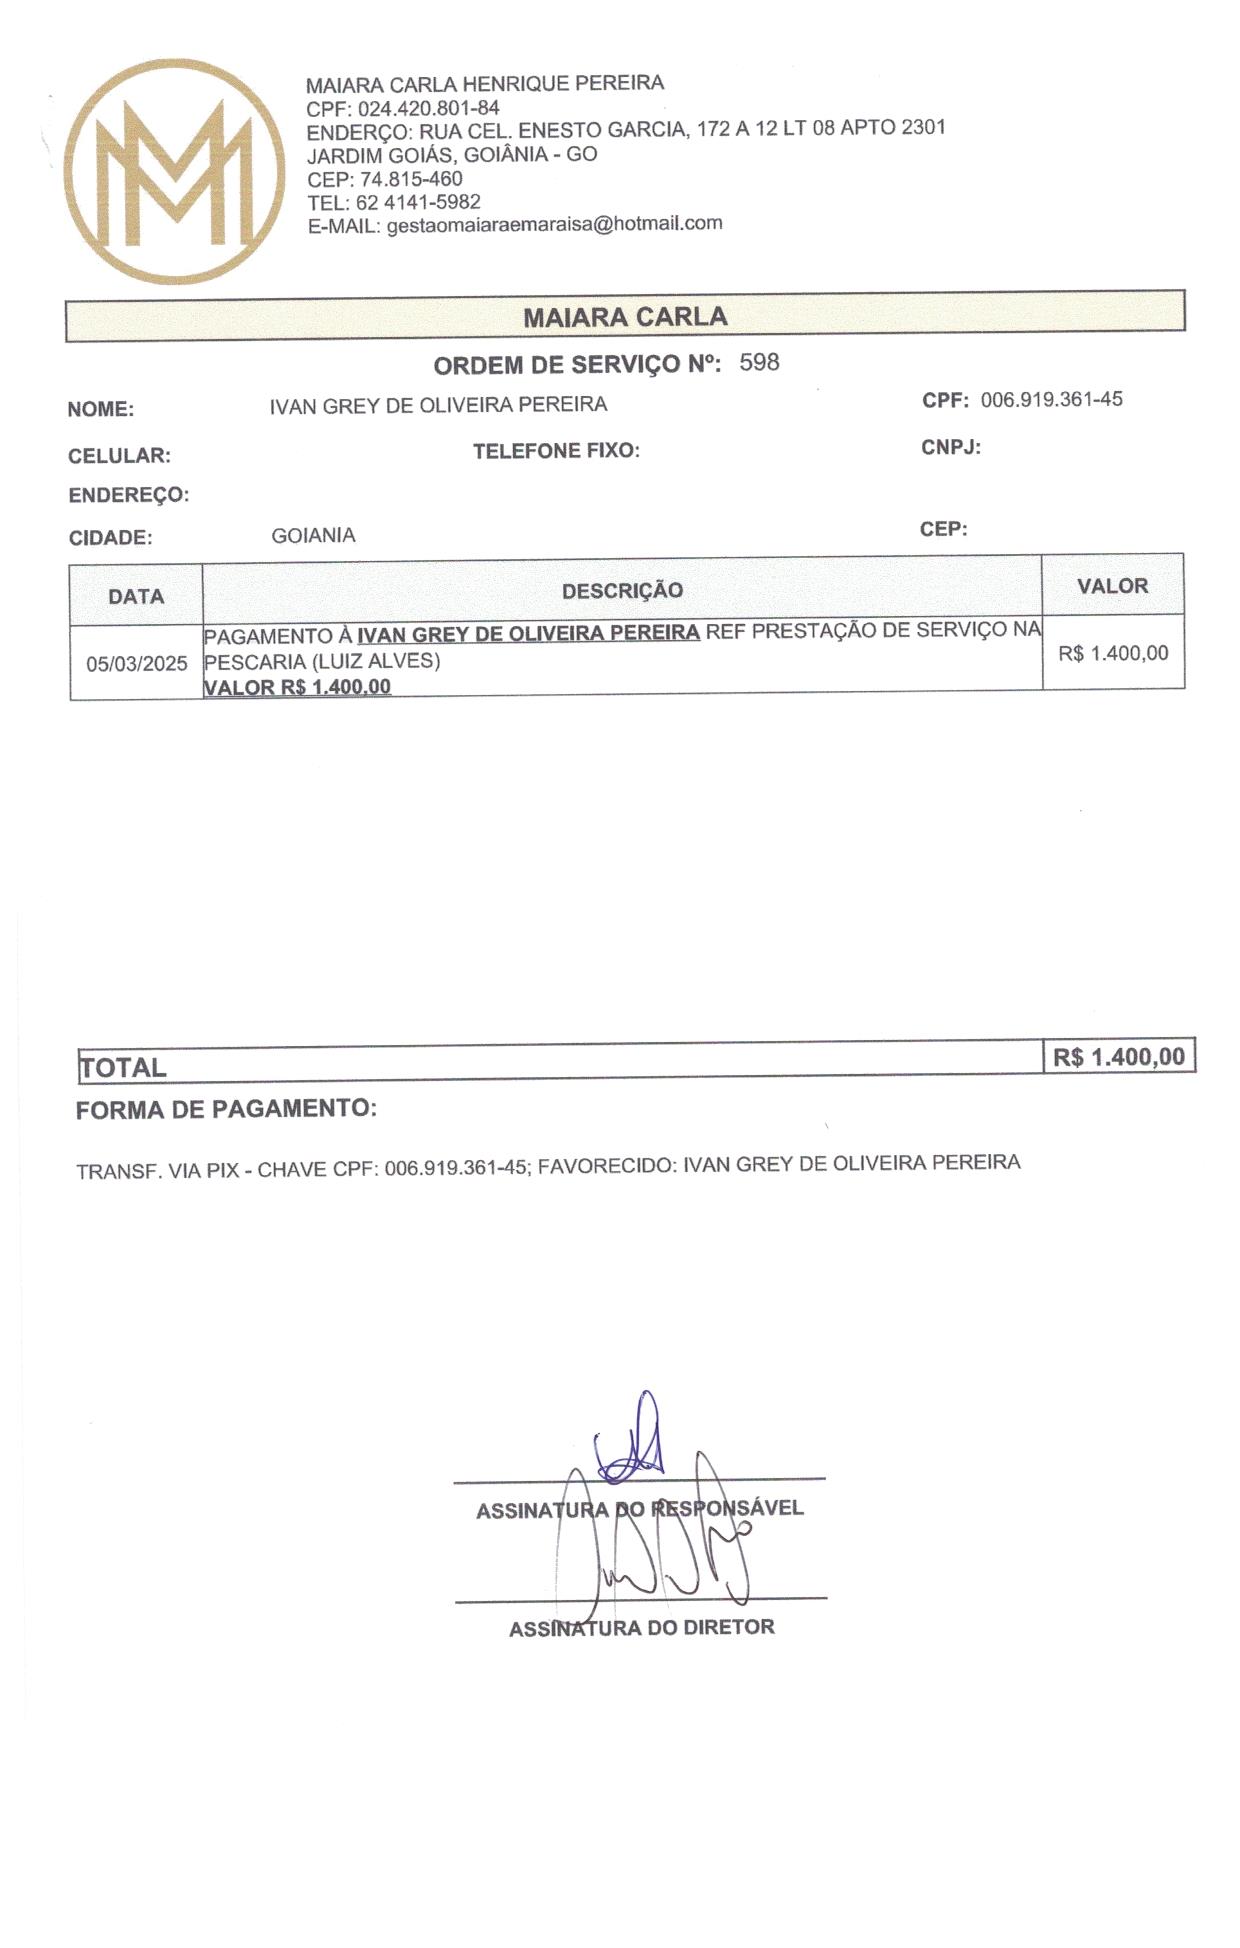 MAIARA CARLA HENRIQUE PEREIRA
CPF: 024.420.801-84
ENDERÇO: RUA CEL. ENESTO GARCIA, 172 A 12 LT 08 APTO 2301
JARDIM GOIÁS, GOIÂNIA - GO
CEP: 74.815-460
TEL: 62 4141-5982
E-MAIL: gestaomaiaraemaraisa@hotmail.com
MAIARA CARLA
ORDEM DE SERVIÇO Nº: 598
NOME: IVAN GREY DE OLIVEIRA PEREIRA CPF: 006.919.361-45
CELULAR: TELEFONE FIXO: CNPJ:
ENDEREÇO:
CIDADE: GOIANIA CEP:
DATA DESCRIÇÃO VALOR
PAGAMENTO À IVAN GREY DE OLIVEIRA PEREIRA REF PRESTAÇÃO DE SERVIÇO NA
05/03/2025 PESCARIA (LUIZ ALVES) R$ 1.400,00
VALOR R$ 1.400,00
TOTAL R$ 1.400,00
FORMA DE PAGAMENTO:
TRANSF. VIA PIX - CHAVE CPF: 006.919.361-45; FAVORECIDO: IVAN GREY DE OLIVEIRA PEREIRA
ASSINATURA DO RESPONSÁVEL
ASSINATURA DO DIRETOR